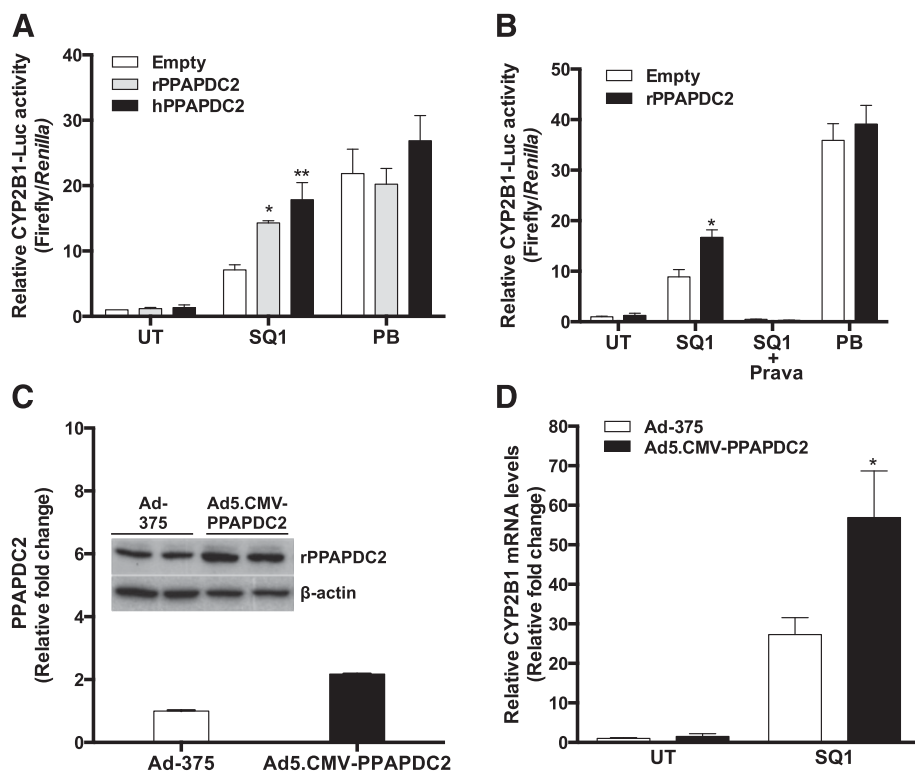 A
Relative CYP2B1-Luc activity
(Firefly/Renilla)
40
30
20
10
0
Empty
rPPAPDC2
hPPAPDC2
*
**
UT
SQ1
PB
B
Relative CYP2B1-Luc activity
(Firefly/Renilla)
50
40
30
20
10
0
Empty
rPPAPDC2
*
UT
SQ1
SQ1
+
Prava
PB
C
PPAPDC2
(Relative fold change)
10
8
6
4
2
0
Ad-
375
Ad5.CMV-
PPAPDC2
rPPAPDC2
β-actin
Ad-375
Ad5.CMV-PPAPDC2
D
Relative CYP2B1 mRNA levels
(Relative fold change)
80
70
60
50
40
30
20
10
0
Ad-375
Ad5.CMV-PPAPDC2
*
UT
SQ1